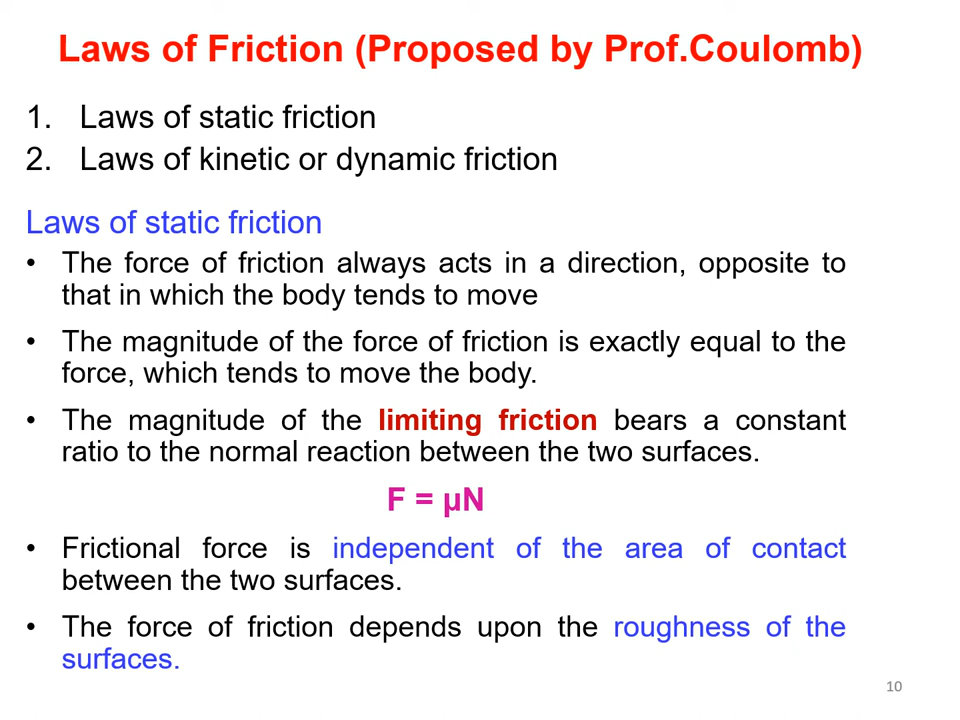 Laws of Friction (Proposed by Prof.Coulomb)
1. Laws of static friction
2. Laws of kinetic or dynamic friction
Laws of static friction
• The force of friction always acts in a direction, opposite to
that in which the body tends to move
• The magnitude of the force of friction is exactly equal to the
force, which tends to move the body.
• The magnitude of the limiting friction bears a constant
ratio to the normal reaction between the two surfaces.
F = µN
• Frictional force is independent of the area of contact
between the two surfaces.
• The force of friction depends upon the roughness of the
surfaces.
10